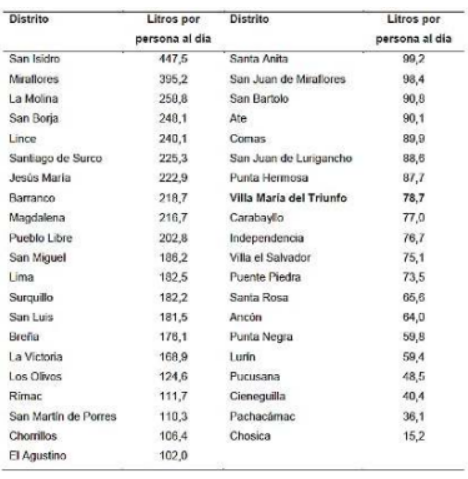 Distrito Litros por Distrito Litros por
persona al día persona al día
San Isidro 447,5 Santa Anita 99,2
Miraflores 395,2 San Juan de Miraflores 98,4
La Molina 250,8 San Bartolo 90,8
San Borja 248,1 Ate 90,1
Lince 240,1 Comas 89,9
Santiago de Surco 225,3 San Juan de Lurigancho 88,6
Jesús María 222,9 Punta Hermosa 87,7
Barranco 218,7 Villa María del Triunfo 78,7
Magdalena 216,7 Carabayllo 77,0
Pueblo Libre 202,8 Independencia 76,7
San Miguel 186,2 Villa el Salvador 75,1
Lima 182,5 Puente Piedra 73,5
Surquillo 182,2 Santa Rosa 65,6
San Luis 181,5 Ancón 64,0
Breña 176,1 Punta Negra 59,8
La Victoria 168,9 Lurín 59,4
Los Olivos 124,6 Pucusana 48,5
Rímac 111,7 Cieneguilla 40,4
San Martín de Porres 110,3 Pachacámac 36,1
Chorrillos 106,4 Chosica 15,2
El Agustino 102,0